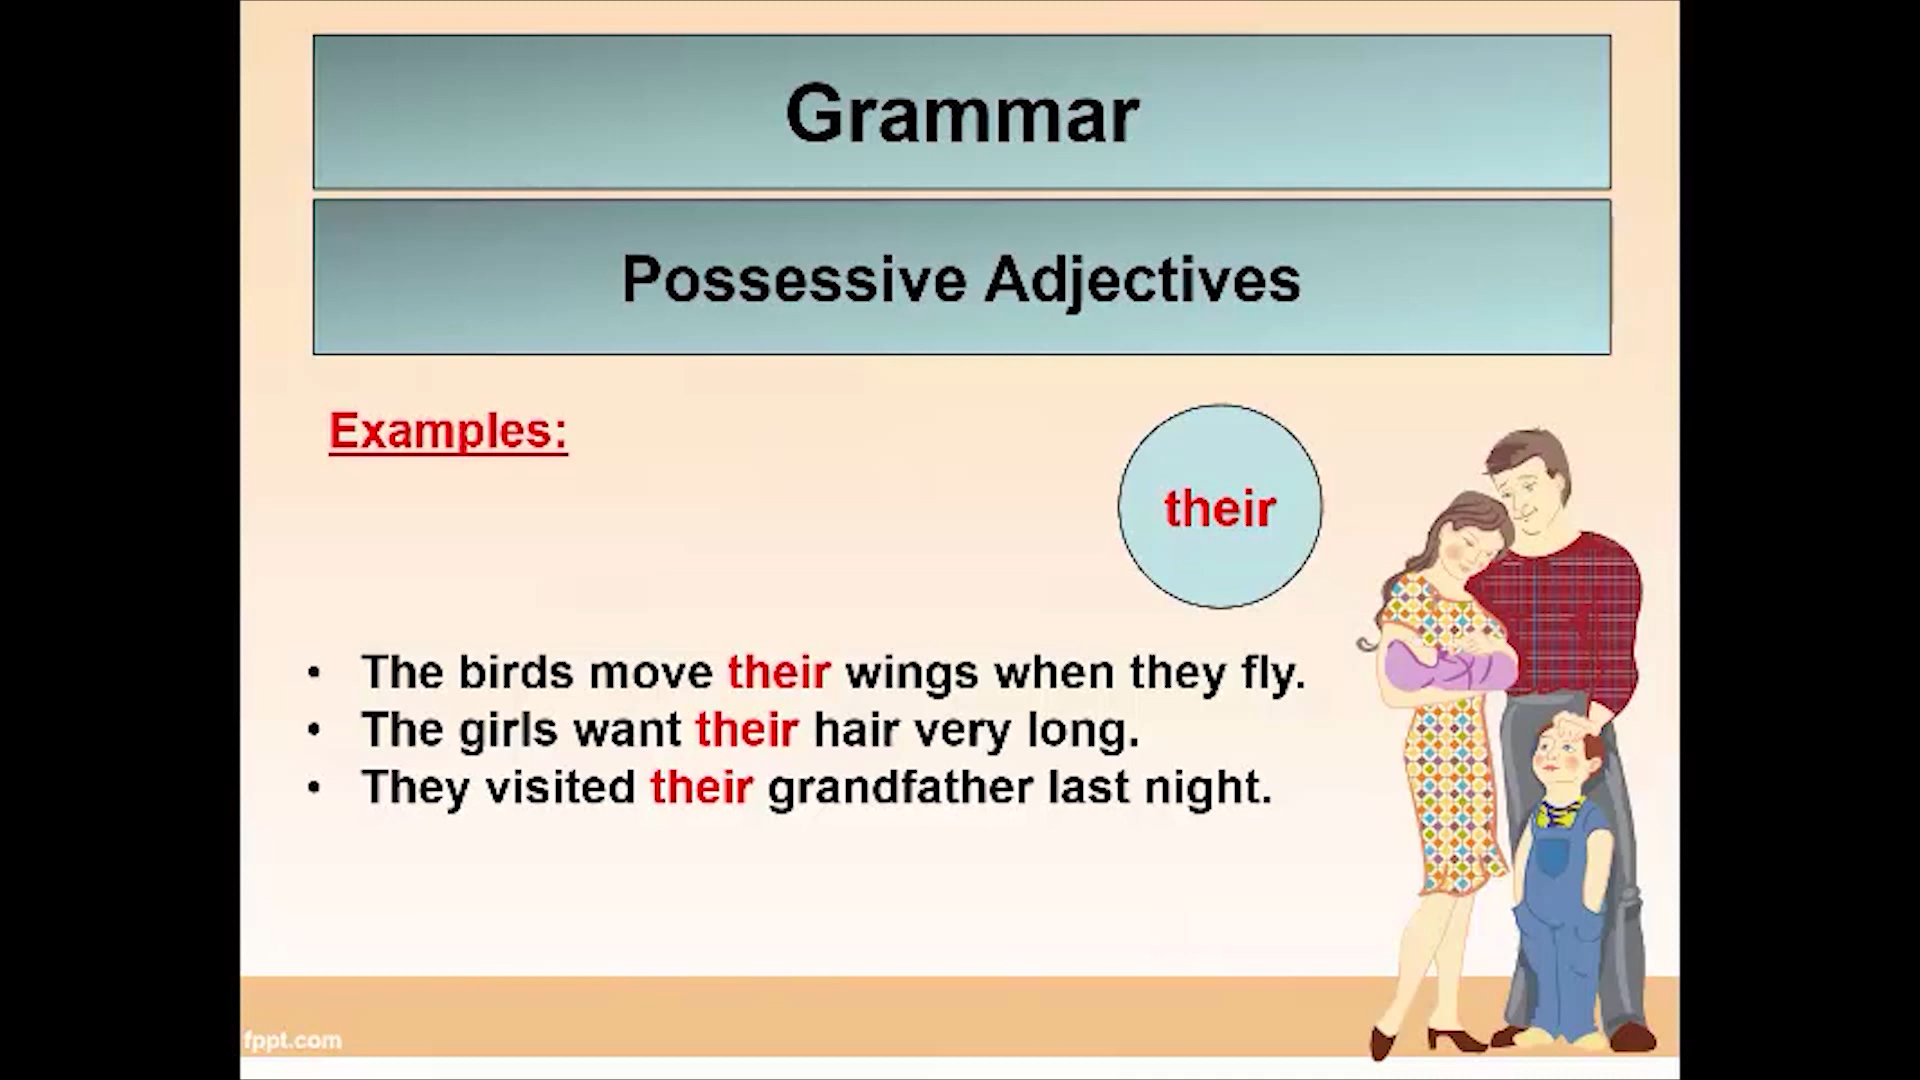 Grammar
Possessive Adjectives
Examples:
their
• The birds move their wings when they fly.
• The girls want their hair very long.
• They visited their grandfather last night.
fppt.com